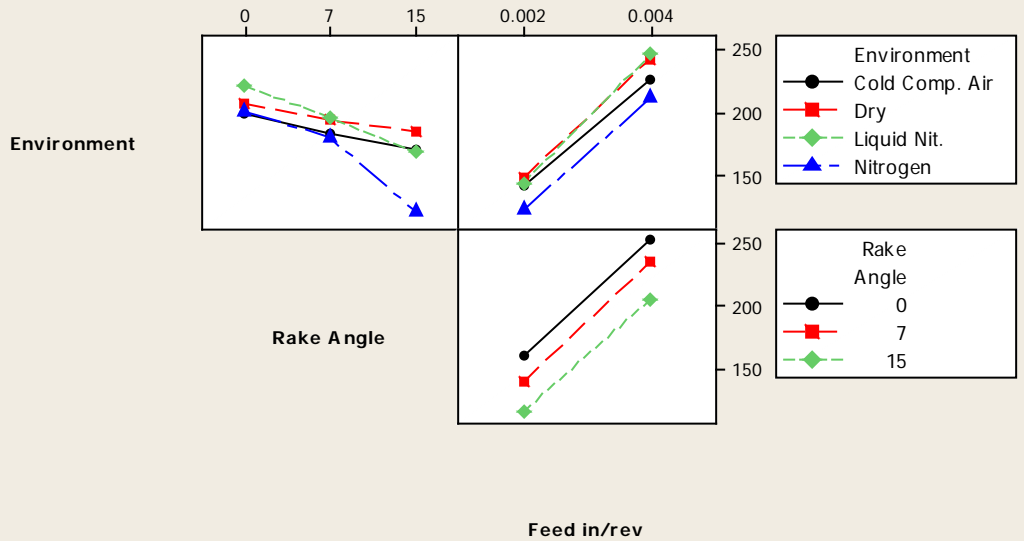 0 7 15 0.002 0.004
250
200
150
Environment
Environment
Cold Comp. Air
Dry
Liquid Nit.
Nitrogen
250
200
150
Rake Angle
Rake
Angle
0
7
15
Feed in/rev